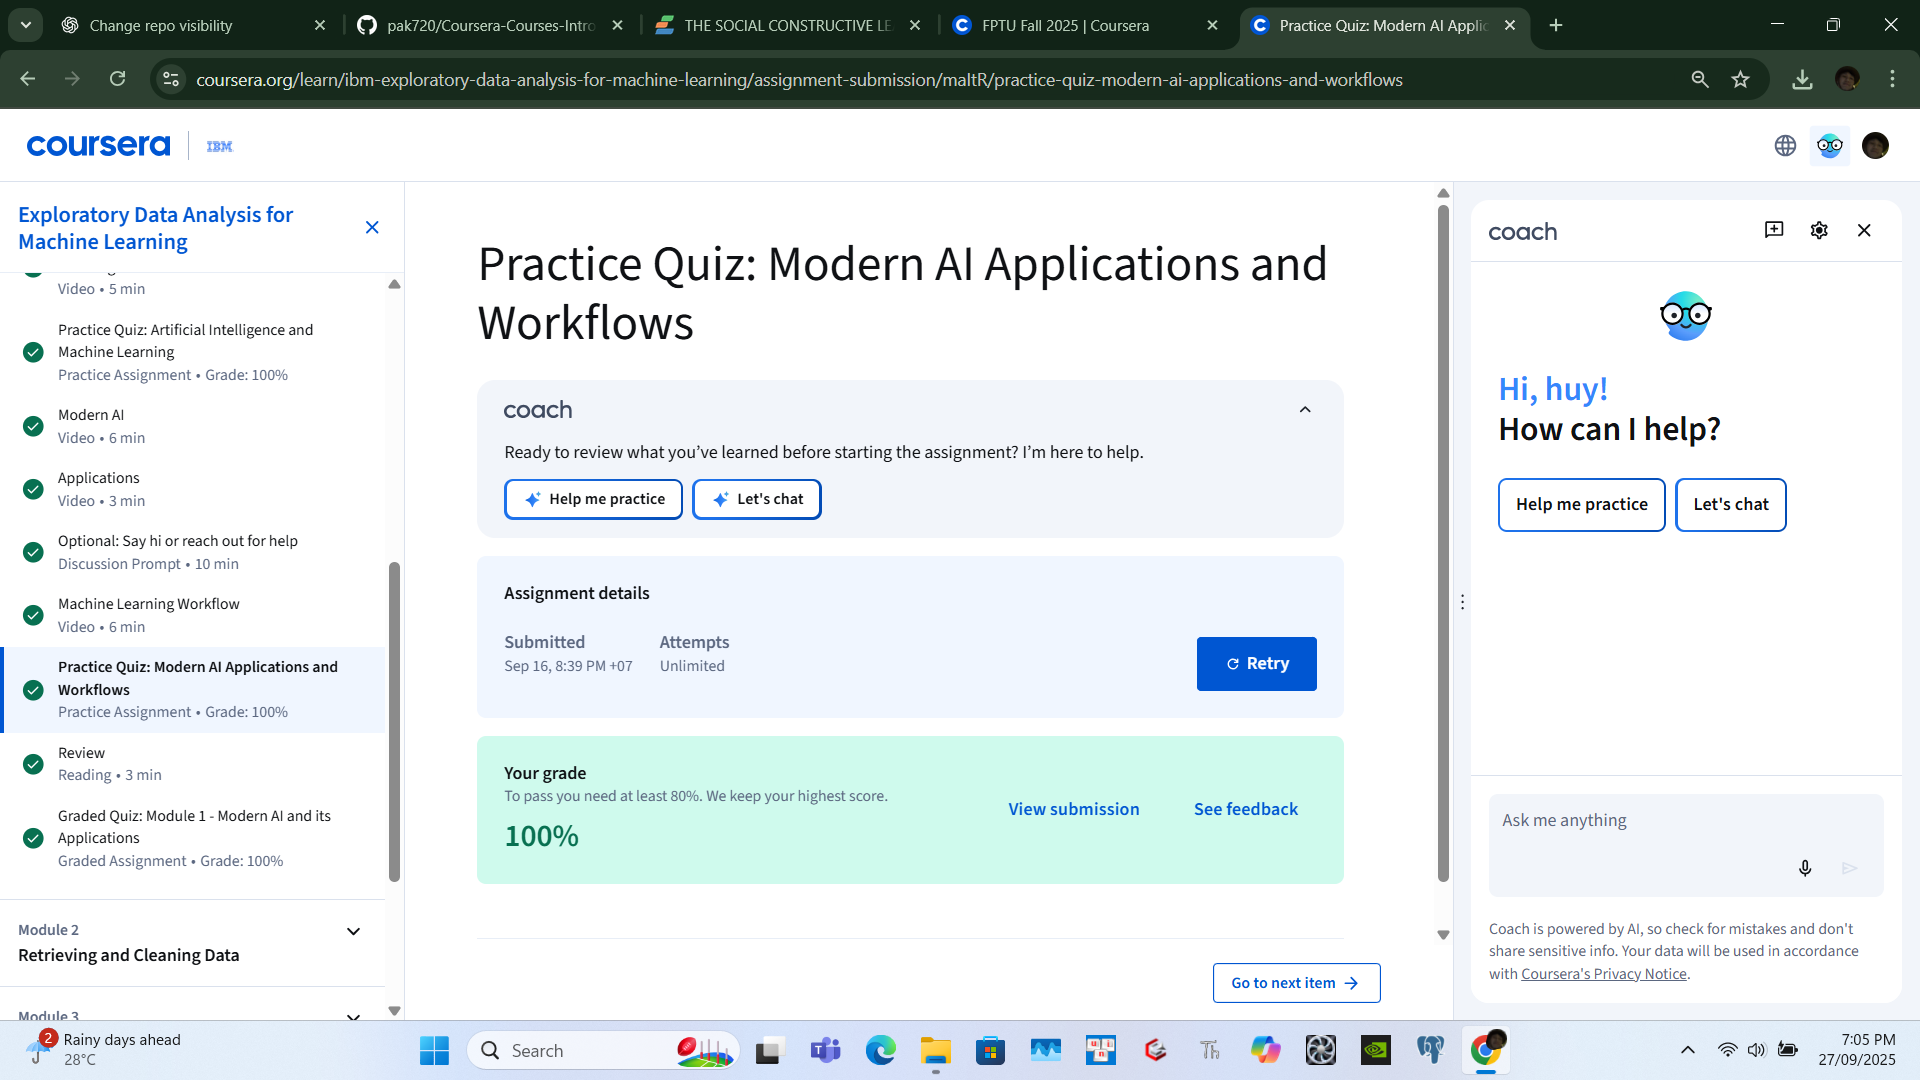 Change repo visibility
pak720/Coursera-Courses-Intro
THE SOCIAL CONSTRUCTIVE LE
FPTU Fall 2025 | Coursera
Practice Quiz: Modern AI Applic
coursera.org/learn/ibm-exploratory-data-analysis-for-machine-learning/assignment-submission/maltR/practice-quiz-modern-ai-applications-and-workflows
coursera
IBM
Exploratory Data Analysis for
Machine Learning
Video • 5 min
Practice Quiz: Artificial Intelligence and
Machine Learning
Practice Assignment • Grade: 100%
Modern AI
Video • 6 min
Applications
Video • 3 min
Optional: Say hi or reach out for help
Discussion Prompt • 10 min
Machine Learning Workflow
Video • 6 min
Practice Quiz: Modern AI Applications and
Workflows
Practice Assignment • Grade: 100%
Review
Reading • 3 min
Graded Quiz: Module 1 - Modern AI and its
Applications
Graded Assignment • Grade: 100%
Module 2
Retrieving and Cleaning Data
Module 3
Practice Quiz: Modern AI Applications and
Workflows
coach
Ready to review what you’ve learned before starting the assignment? I’m here to help.
Help me practice
Let's chat
Assignment details
Submitted
Attempts
Sep 16, 8:39 PM +07
Unlimited
Retry
Your grade
To pass you need at least 80%. We keep your highest score.
100%
View submission
See feedback
Go to next item
coach
Hi, huy!
How can I help?
Help me practice
Let's chat
Ask me anything
Coach is powered by AI, so check for mistakes and don't
share sensitive info. Your data will be used in accordance
with Coursera's Privacy Notice.
2
Rainy days ahead
28°C
Search
Th
7:05 PM
27/09/2025